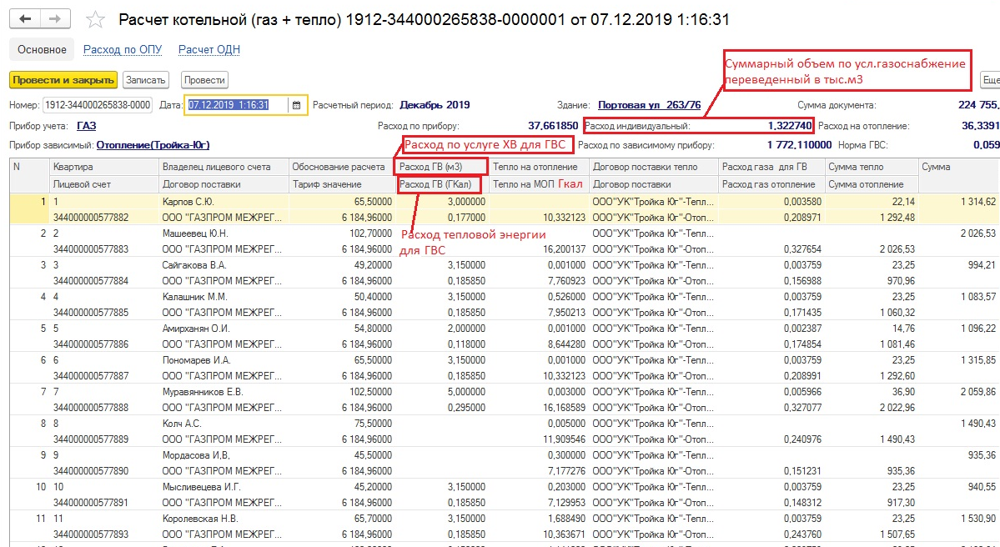 Расчет котельной (газ + тепло) 1912-344000265838-0000001 от 07.12.2019 1:16:31
Основное Расход по ОПУ Расчет ОДН
Суммарный объем по усл.газоснабжение
переведенный в тыс.м3
Провести и закрыть Записать Провести Еще
Номер: 1912-344000265838-0000 Дата: 07.12.2019 1:16:31 Расчетный период: Декабрь 2019 Здание: Портовая ул 263/76 Сумма документа: 224 755,
Прибор учета: ГАЗ Расход по прибору: 37,661850 Расход индивидуальный: 1,322740 Расход на отопление: 36,3391
Прибор зависимый: Отопление(Тройка-Юг) Расход по услуге ХВ для ГВС Расход по зависимому прибору: 1 772,110000 Норма ГВС: 0,059
N Квартира Владелец лицевого счета Обоснование расчета Расход ГВ (м3) Тепло на отопление Договор поставки тепло Расход газа для ГВ Сумма тепло Сумма
Лицевой счет Договор поставки Тариф значение Расход ГВ (ГКал) Тепло на МОП Гкал Договор поставки Расход газ отопление Сумма отопление
1 1 Карпов С.Ю. 65,50000 3,000000 ООО"УК"Тройка Юг"-Тепл... 0,003580 22,14 1 314,62
344000000577882 ООО "ГАЗПРОМ МЕЖРЕГ... 6 184,96000 0,177000 10,332123 ООО"УК"Тройка Юг"-Отоп... 0,208971 1 292,48
2 2 Машеевец Ю.Н. 102,70000 Расход тепловой энергии ООО"УК"Тройка Юг"-Тепл... 2 026,53
344000000577883 ООО "ГАЗПРОМ МЕЖРЕГ... 6 184,96000 для ГВС 16,200137 ООО"УК"Тройка Юг"-Отоп... 0,327654 2 026,53
3 3 Сайгакова В.А. 49,20000 3,150000 0,001000 ООО"УК"Тройка Юг"-Тепл... 0,003759 23,25 994,21
344000000577884 ООО "ГАЗПРОМ МЕЖРЕГ... 6 184,96000 0,185850 7,760923 ООО"УК"Тройка Юг"-Отоп... 0,156988 970,96
4 4 Калашник М.М. 50,40000 3,150000 0,526000 ООО"УК"Тройка Юг"-Тепл... 0,003759 23,25 1 083,57
344000000577885 ООО "ГАЗПРОМ МЕЖРЕГ... 6 184,96000 0,185850 7,950213 ООО"УК"Тройка Юг"-Отоп... 0,171435 1 060,32
5 5 Амирханян О.И. 54,80000 2,000000 0,001000 ООО"УК"Тройка Юг"-Тепл... 0,002387 14,76 1 096,22
344000000577886 ООО "ГАЗПРОМ МЕЖРЕГ... 6 184,96000 0,118000 8,644280 ООО"УК"Тройка Юг"-Отоп... 0,174854 1 081,46
6 6 Пономарев И.А. 65,50000 3,150000 0,001000 ООО"УК"Тройка Юг"-Тепл... 0,003759 23,25 1 315,85
344000000577887 ООО "ГАЗПРОМ МЕЖРЕГ... 6 184,96000 0,185850 10,332123 ООО"УК"Тройка Юг"-Отоп... 0,208991 1 292,60
7 7 Муравянников Е.В. 102,50000 5,000000 0,003000 ООО"УК"Тройка Юг"-Тепл... 0,005966 36,90 2 059,86
344000000577888 ООО "ГАЗПРОМ МЕЖРЕГ... 6 184,96000 0,295000 16,168589 ООО"УК"Тройка Юг"-Отоп... 0,327077 2 022,96
8 8 Колч А.С. 75,50000 0,005000 ООО"УК"Тройка Юг"-Тепл... 1 490,43
344000000577889 ООО "ГАЗПРОМ МЕЖРЕГ... 6 184,96000 11,909546 ООО"УК"Тройка Юг"-Отоп... 0,240976 1 490,43
9 9 Мордасова И,В, 45,50000 0,300000 ООО"УК"Тройка Юг"-Тепл... 935,36
344000000577890 ООО "ГАЗПРОМ МЕЖРЕГ... 6 184,96000 7,177276 ООО"УК"Тройка Юг"-Отоп... 0,151231 935,36
10 10 Мысливецева И.Г. 45,20000 3,150000 0,203000 ООО"УК"Тройка Юг"-Тепл... 0,003759 23,25 940,55
344000000577891 ООО "ГАЗПРОМ МЕЖРЕГ... 6 184,96000 0,185850 7,129953 ООО"УК"Тройка Юг"-Отоп... 0,148312 917,30
11 11 Королевская Н.В. 65,70000 3,150000 1,688490 ООО"УК"Тройка Юг"-Тепл... 0,003759 23,25 1 530,90
344000000577893 ООО "ГАЗПРОМ МЕЖРЕГ... 6 184,96000 0,185850 10,363671 ООО"УК"Тройка Юг"-Отоп... 0,243760 1 507,65